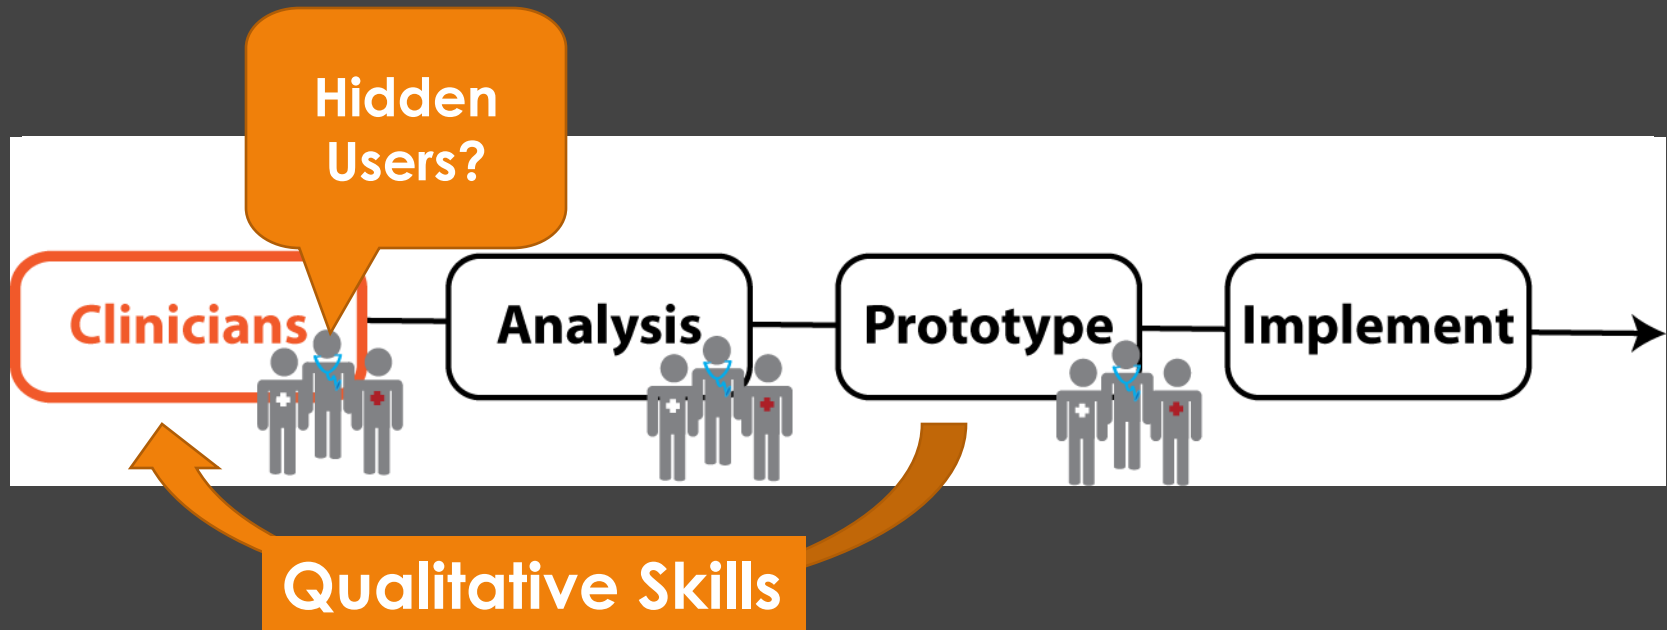 Hidden
Users?
Clinicians
Analysis
Prototype
Implement
Qualitative Skills